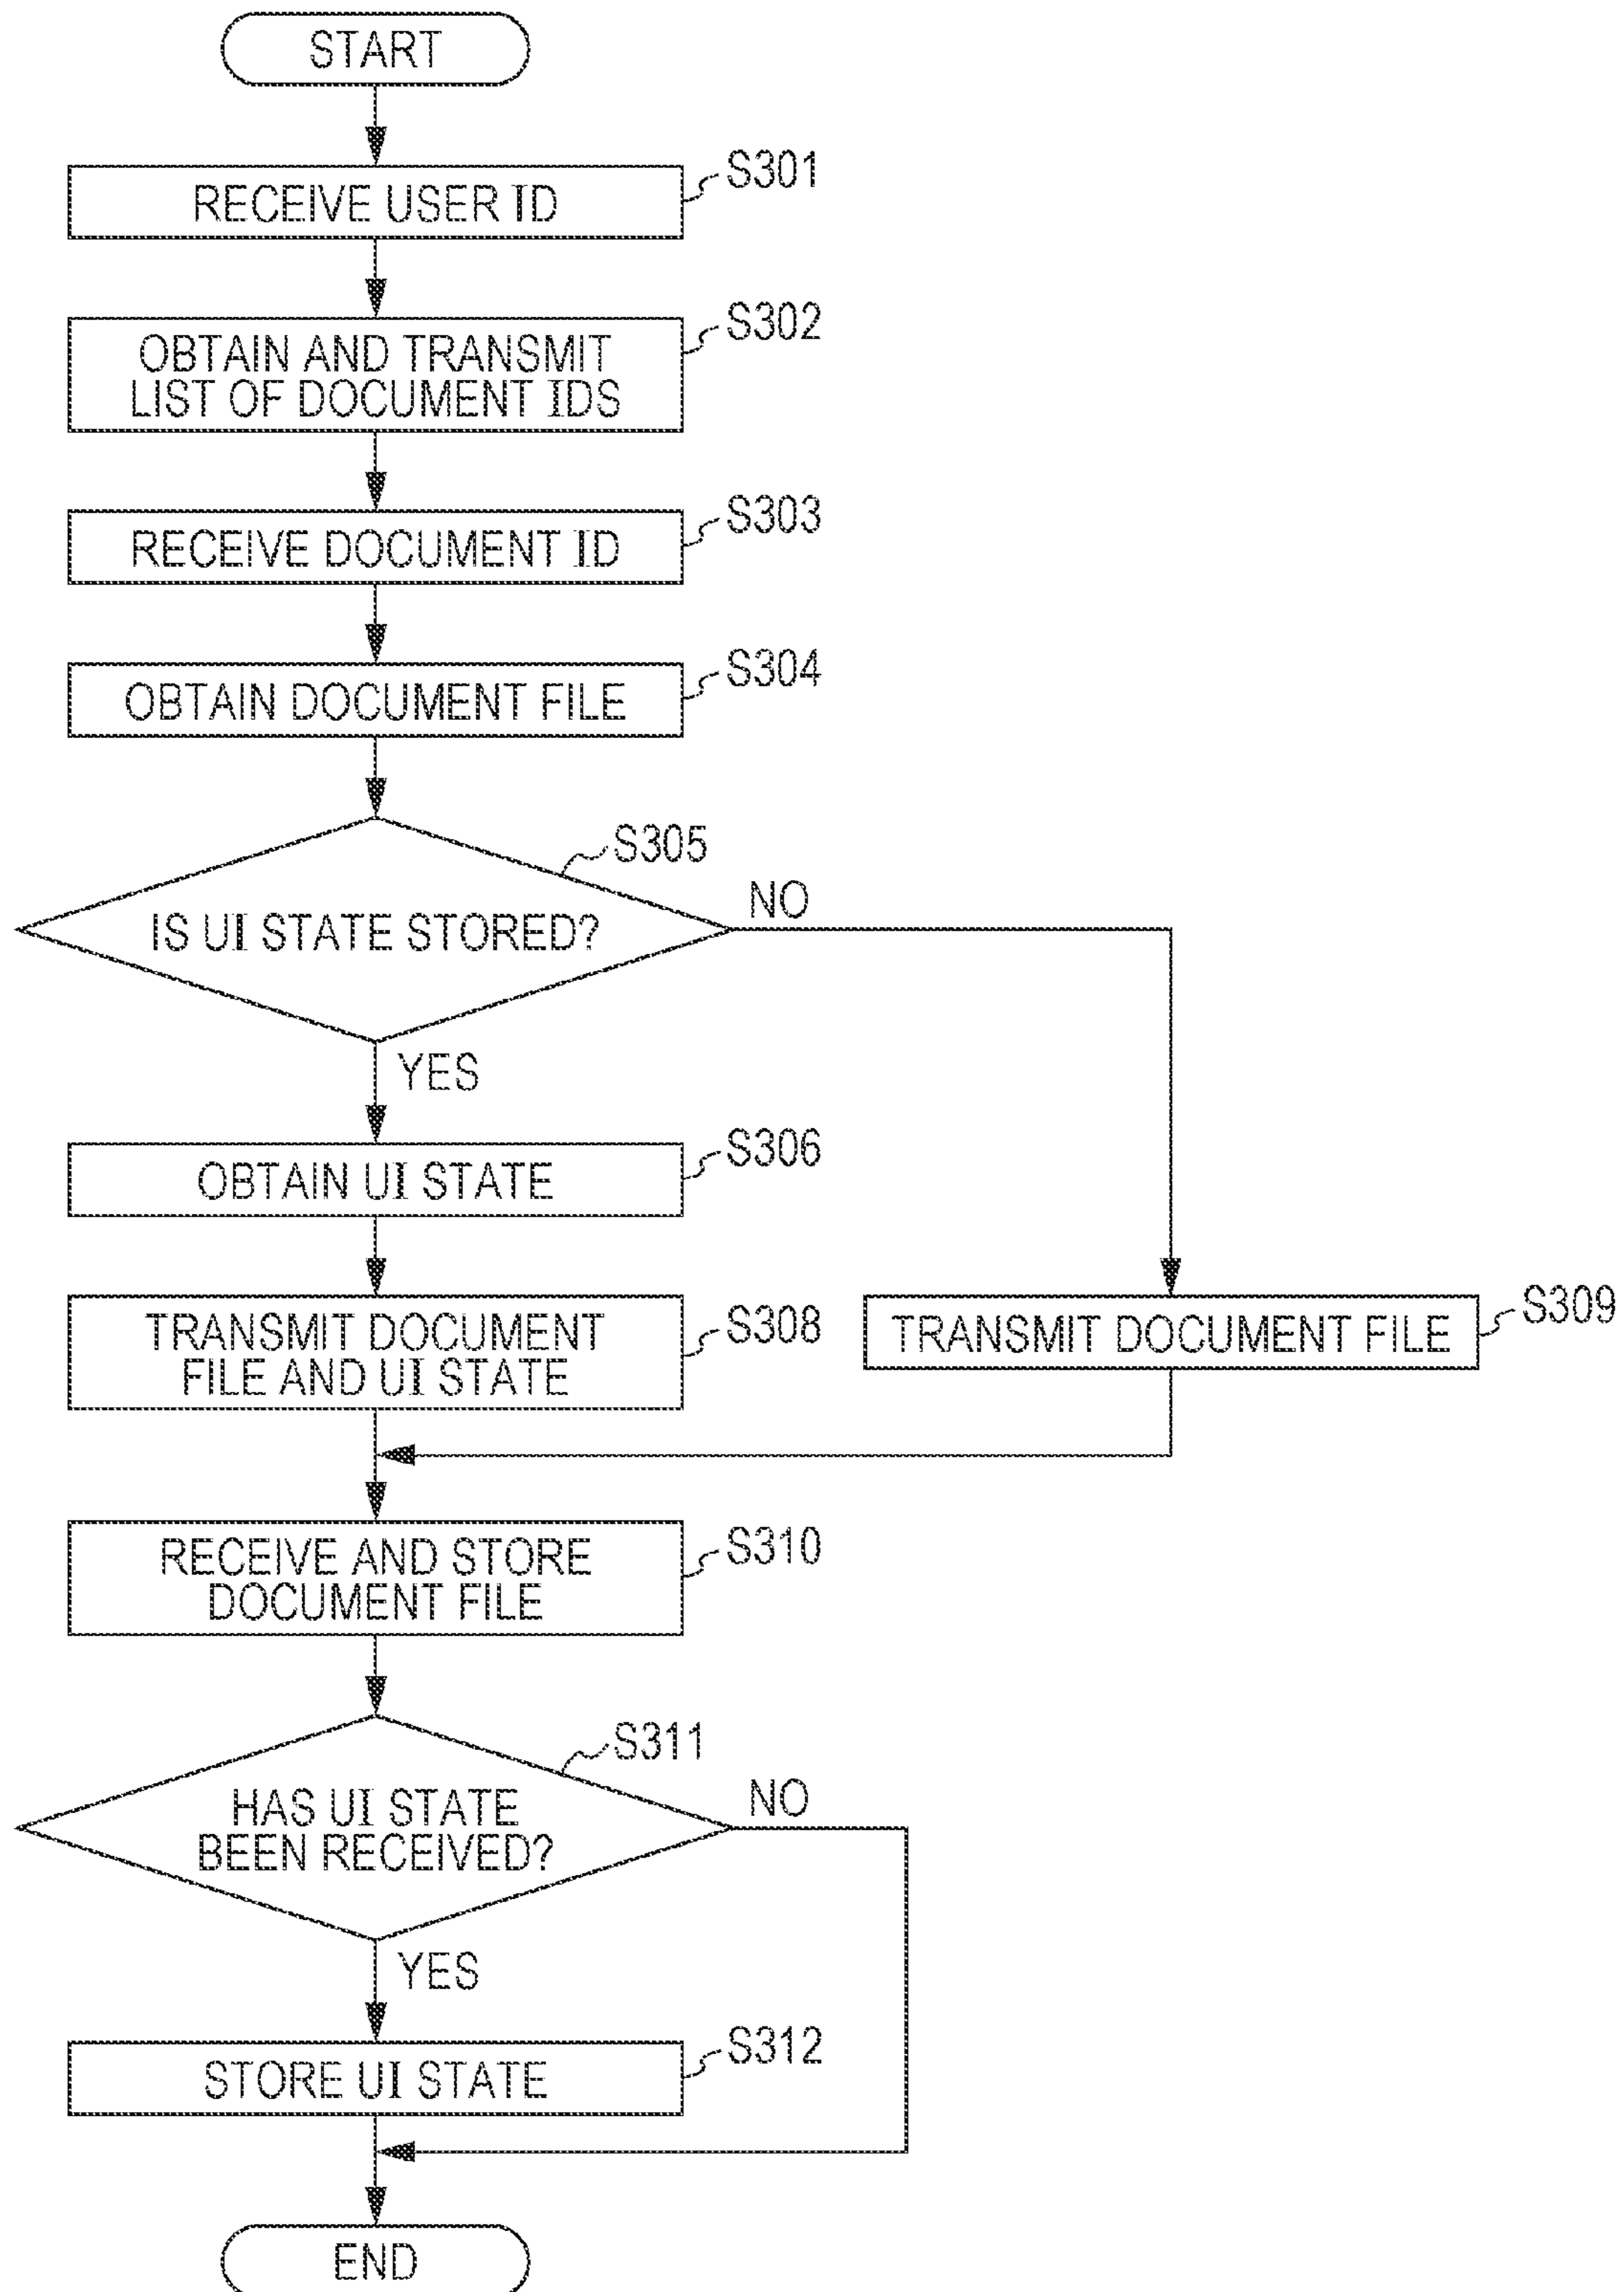 START
RECEIVE USER ID
S301
OBTAIN AND TRANSMIT
LIST OF DOCUMENT IDS
S302
RECEIVE DOCUMENT ID
S303
OBTAIN DOCUMENT FILE
S304
IS UI STATE STORED?
S305
NO
YES
OBTAIN UI STATE
S306
TRANSMIT DOCUMENT
FILE AND UI STATE
S308
TRANSMIT DOCUMENT FILE
S309
RECEIVE AND STORE
DOCUMENT FILE
S310
HAS UI STATE
BEEN RECEIVED?
S311
NO
YES
STORE UI STATE
S312
END